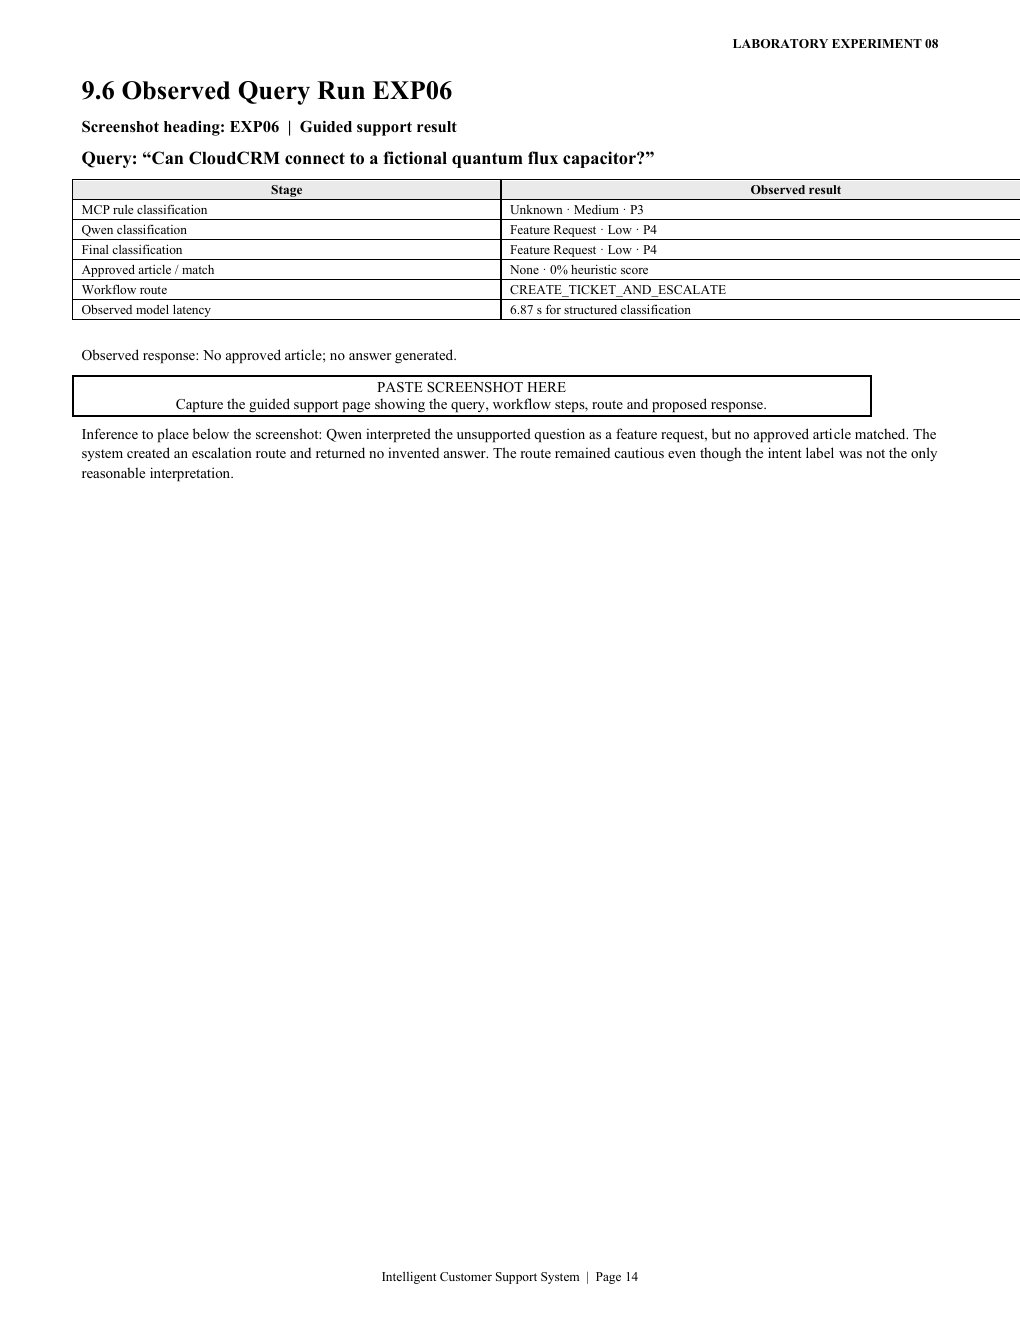 LABORATORY EXPERIMENT 08
9.6 Observed Query Run EXP06
Screenshot heading: EXP06 | Guided support result
Query: “Can CloudCRM connect to a fictional quantum flux capacitor?”
Stage Observed result
MCP rule classification Unknown · Medium · P3
Qwen classification Feature Request · Low · P4
Final classification Feature Request · Low · P4
Approved article / match None · 0% heuristic score
Workflow route CREATE_TICKET_AND_ESCALATE
Observed model latency 6.87 s for structured classification
Observed response: No approved article; no answer generated.
PASTE SCREENSHOT HERE
Capture the guided support page showing the query, workflow steps, route and proposed response.
Inference to place below the screenshot: Qwen interpreted the unsupported question as a feature request, but no approved article matched. The
system created an escalation route and returned no invented answer. The route remained cautious even though the intent label was not the only
reasonable interpretation.
Intelligent Customer Support System | Page 14